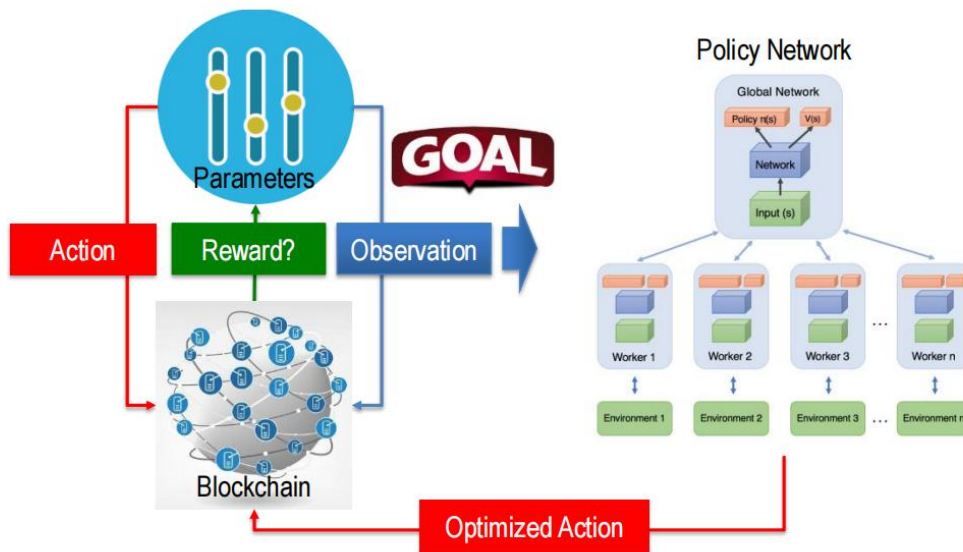 Policy Network
Global Network
Policy π(s)
V(s)
Network
Input (s)
Parameters
GOAL
Action
Reward?
Observation
Worker 1
Worker 2
Worker 3
...
Worker n
Environment 1
Environment 2
Environment 3
...
Environment n
Blockchain
Optimized Action